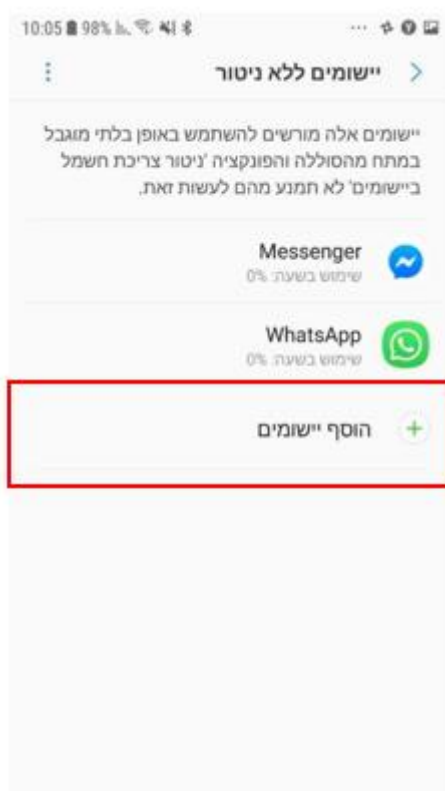 10:05 98%
יישומים ללא ניטור
יישומים אלה מורשים להשתמש באופן בלתי מוגבל
במתח מהסוללה והפונקציה 'ניטור צריכת חשמל
ביישומים' לא תמנע מהם לעשות זאת.
Messenger
שימוש בשעה: 0%
WhatsApp
שימוש בשעה: 0%
הוסף יישומים